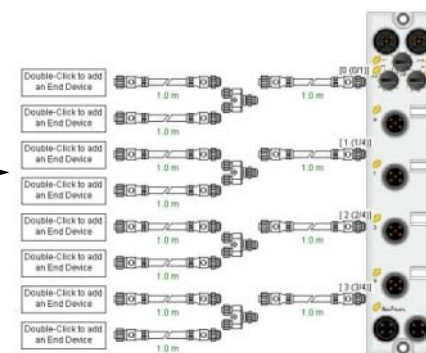 [0 (0/1)]
Double-Click to add
an End Device
1.0 m
1.0 m
Double-Click to add
an End Device
1.0 m
[1 (1/4)]
Double-Click to add
an End Device
1.0 m
1.0 m
Double-Click to add
an End Device
1.0 m
[2 (2/4)]
Double-Click to add
an End Device
1.0 m
1.0 m
Double-Click to add
an End Device
1.0 m
[3 (3/4)]
Double-Click to add
an End Device
1.0 m
1.0 m
Double-Click to add
an End Device
1.0 m